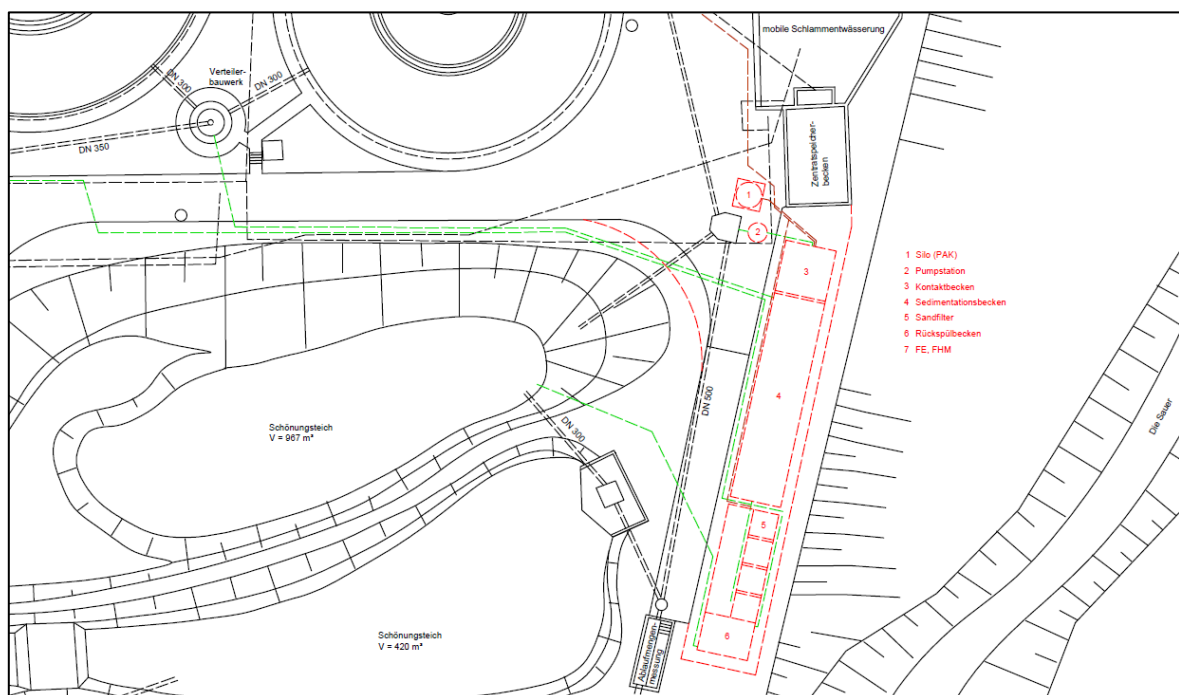 mobile Schlammentwässerung
Verteiler-
bauwerk
DN 300
DN 300
DN 350
Zentratspeicher-
becken
1
2
3
4
5
6
1 Silo (PAK)
2 Pumpstation
3 Kontaktbecken
4 Sedimentationsbecken
5 Sandfilter
6 Rückspülbecken
7 FE, FHM
DN 500
DN 300
Die Sauer
Schönungsteich
V = 967 m³
Schönungsteich
V = 420 m³
Ablaufmengen-
messung